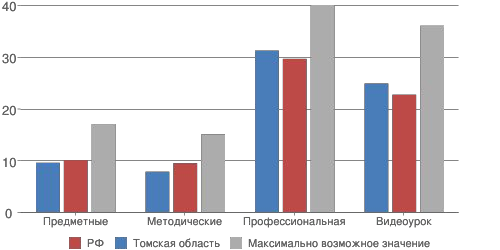 40
30
20
10
0
Предметные Методические Профессиональная Видеоурок
РФ Томская область Максимально возможное значение